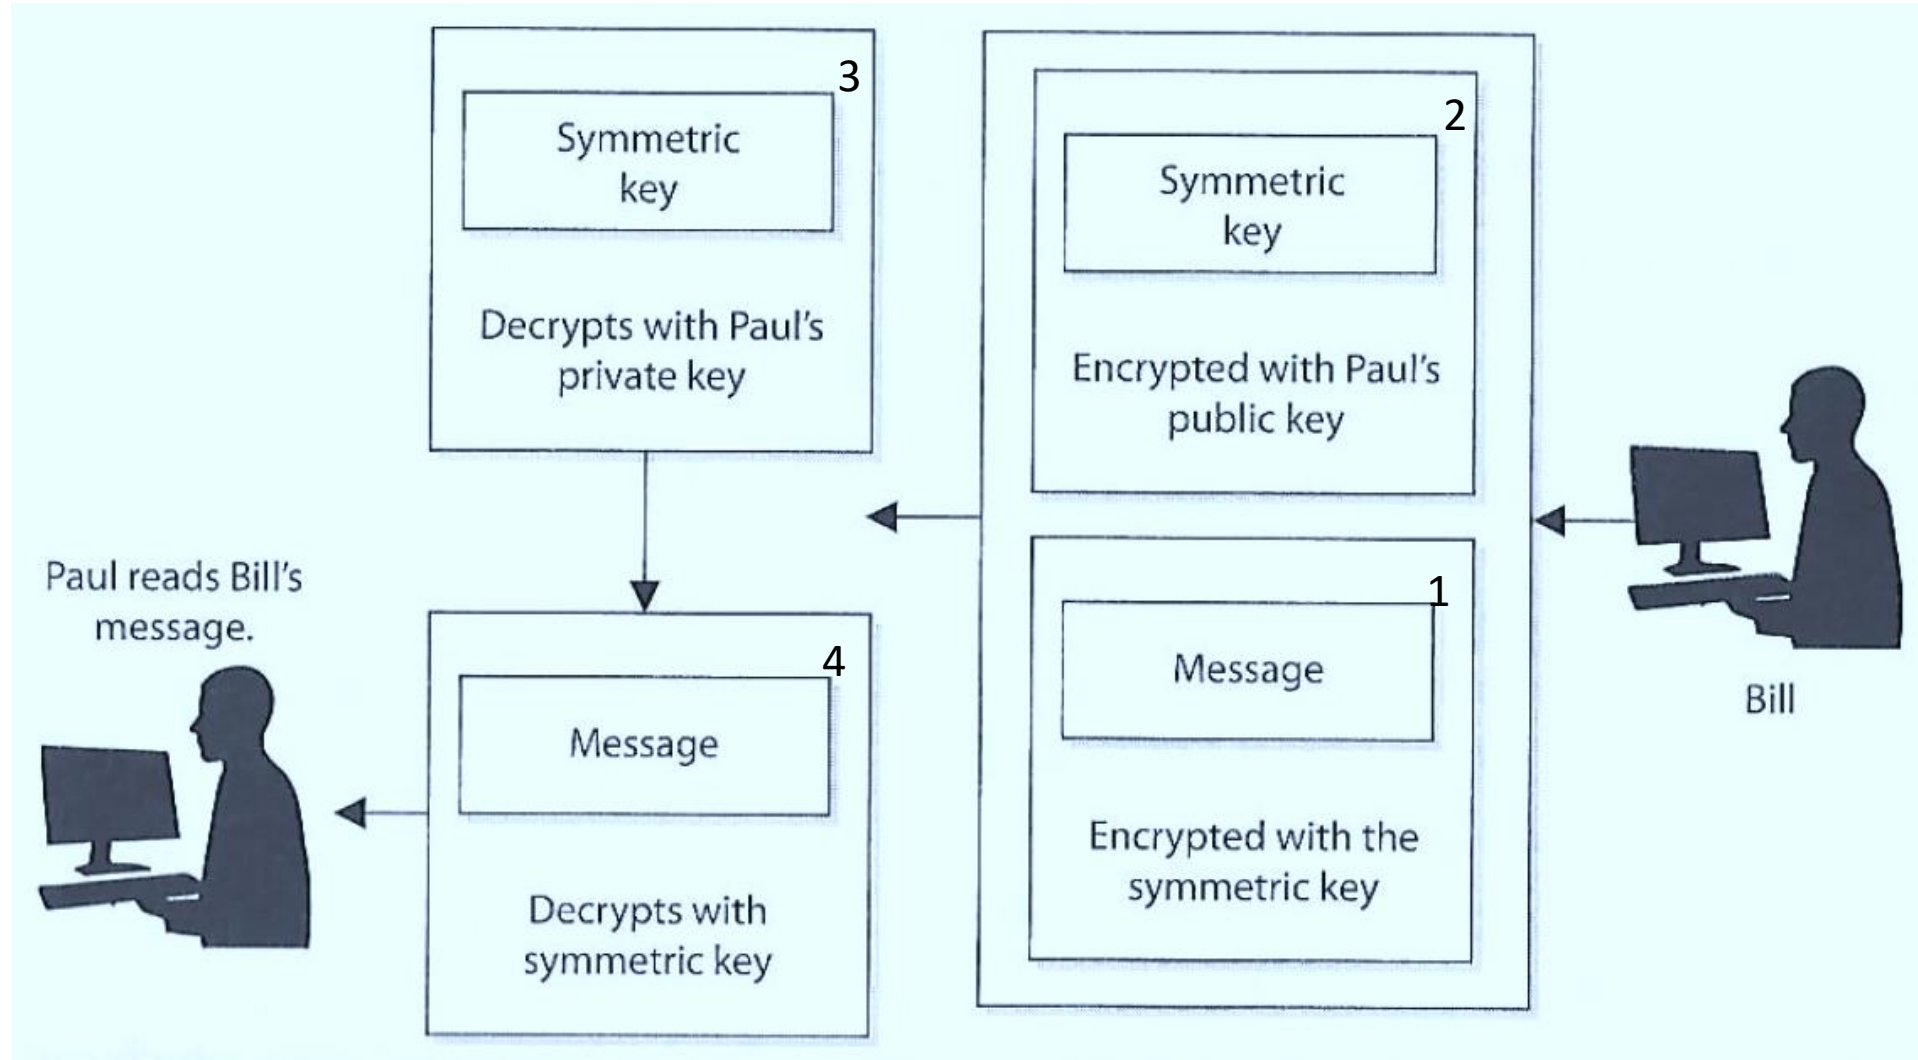 3
Symmetric
key
Decrypts with Paul's
private key
2
Symmetric
key
Encrypted with Paul's
public key
1
Message
Encrypted with the
symmetric key
Bill
4
Message
Decrypts with
symmetric key
Paul reads Bill's
message.